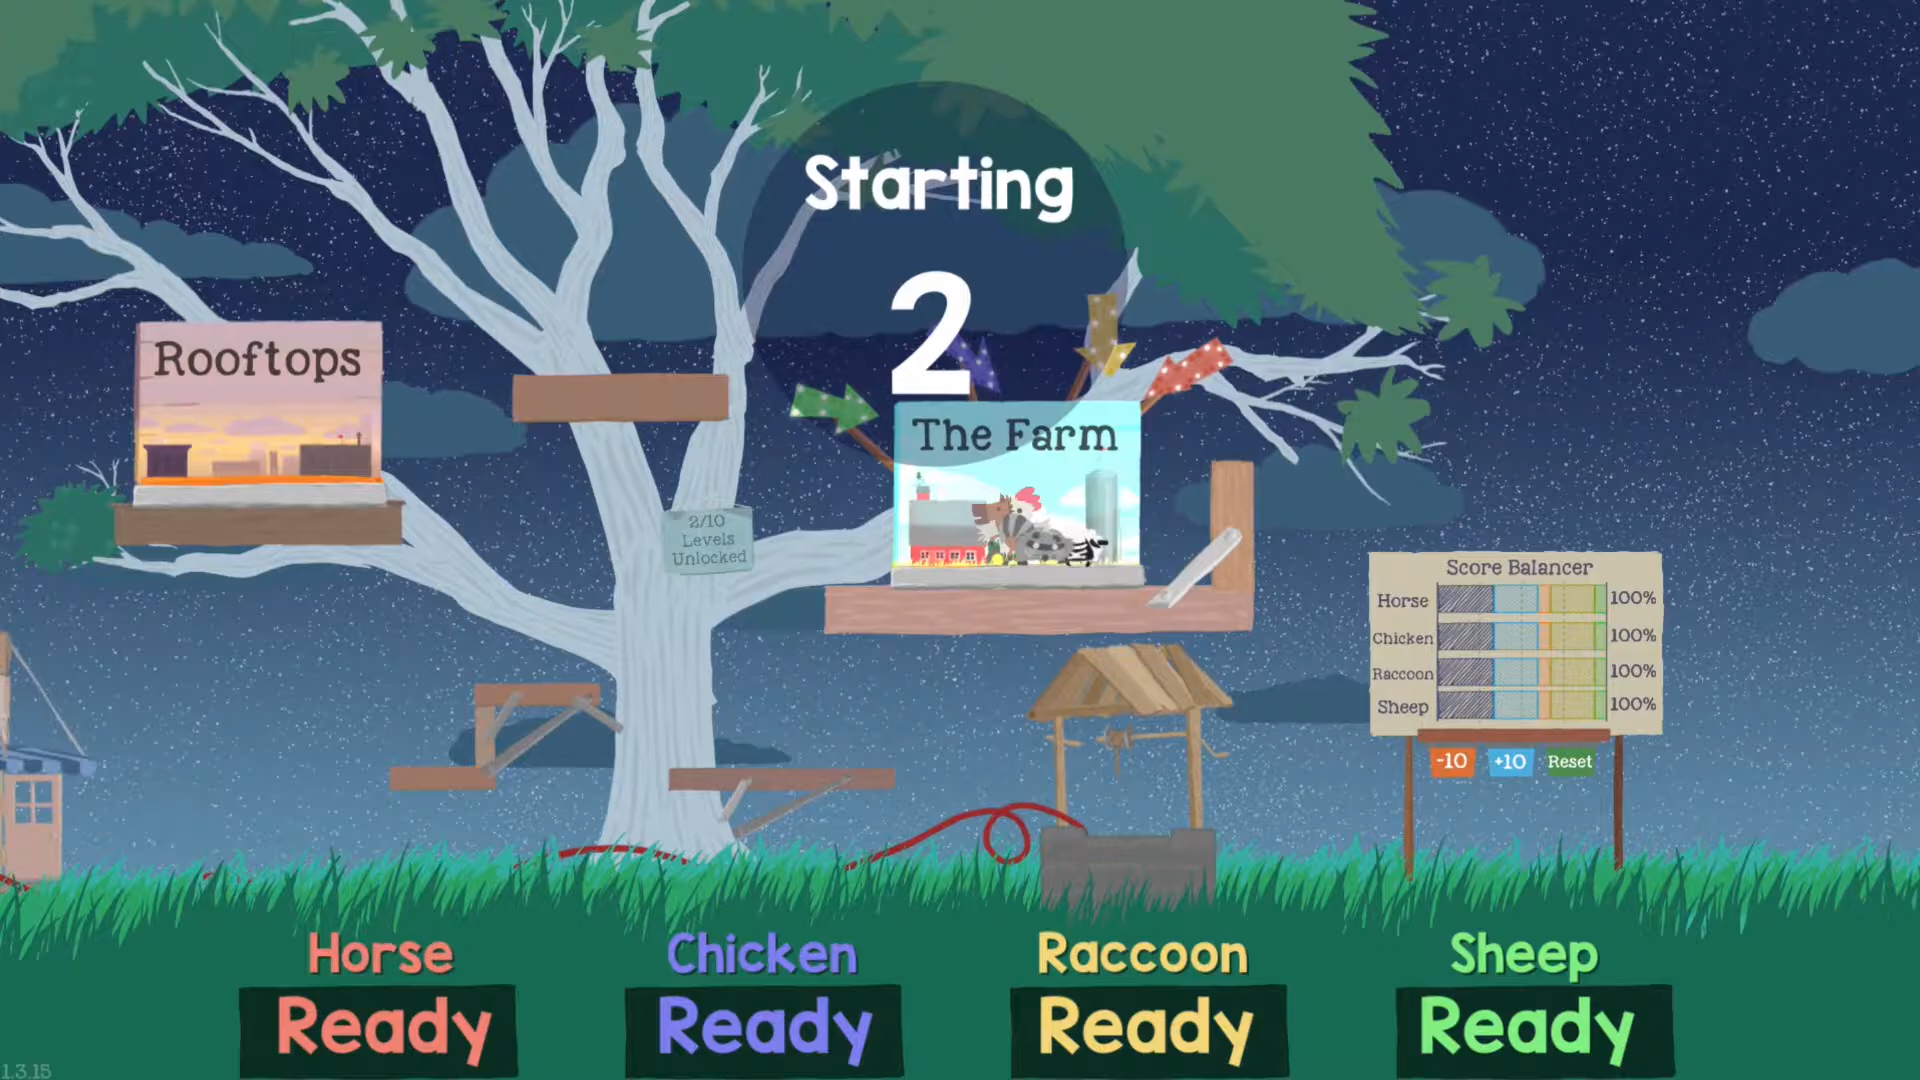 Starting
2
Rooftops
The Farm
2/10
Levels
Unlocked
Score Balancer
Horse 100%
Chicken 100%
Raccoon 100%
Sheep 100%
-10 +10 Reset
Horse Chicken Raccoon Sheep
Ready Ready Ready Ready
1.3.15